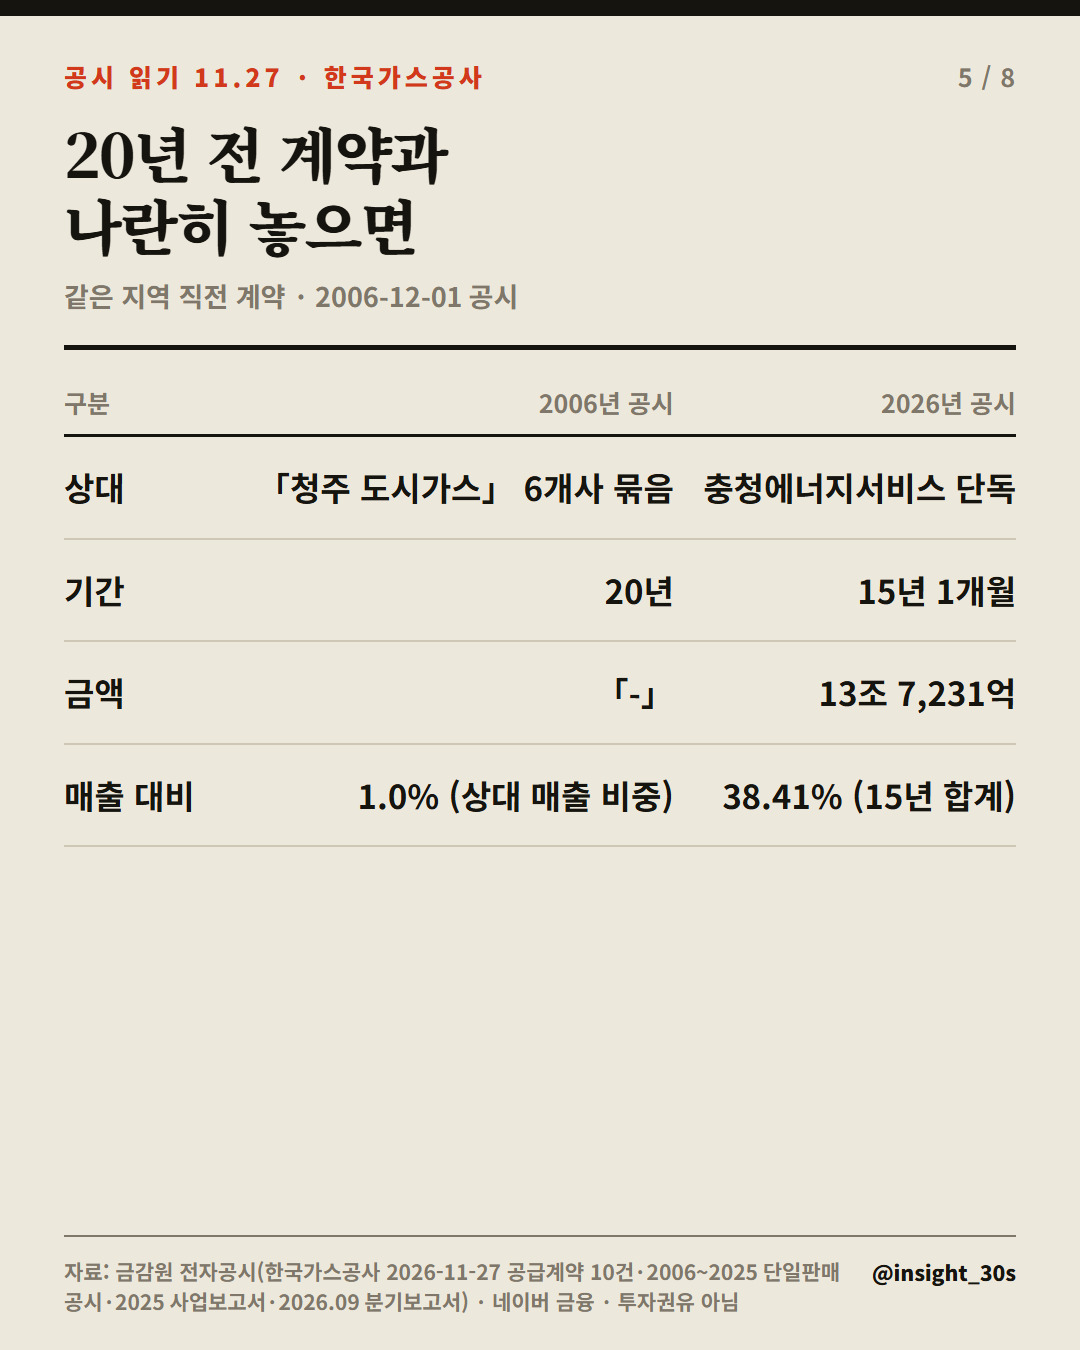 공시 읽기 11.27 · 한국가스공사
5 / 8
20년 전 계약과
나란히 놓으면
같은 지역 직전 계약 · 2006-12-01 공시
구분 2006년 공시 2026년 공시
상대 「청주 도시가스」 6개사 묶음 충청에너지서비스 단독
기간 20년 15년 1개월
금액 「-」 13조 7,231억
매출 대비 1.0% (상대 매출 비중) 38.41% (15년 합계)
자료: 금감원 전자공시(한국가스공사 2026-11-27 공급계약 10건·2006~2025 단일판매
공시·2025 사업보고서·2026.09 분기보고서) · 네이버 금융 · 투자권유 아님
@insight_30s